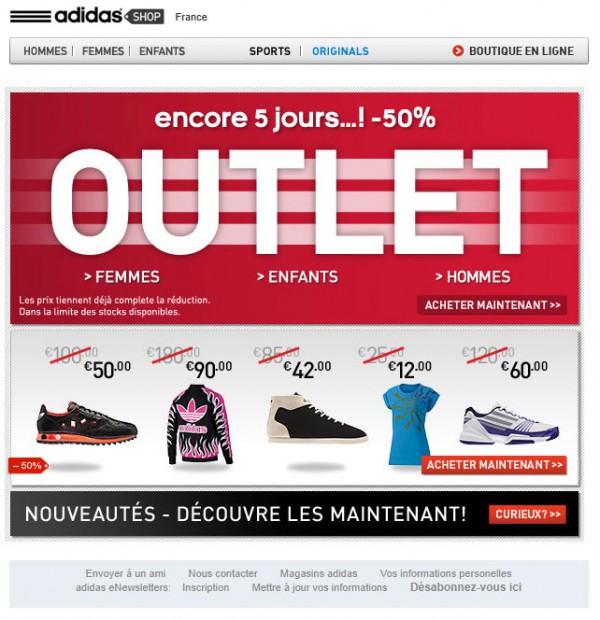 adidas SHOP France
HOMMES | FEMMES | ENFANTS SPORTS | ORIGINALS BOUTIQUE EN LIGNE
encore 5 jours...! -50%
OUTLET
> FEMMES > ENFANTS > HOMMES
Les prix tiennent déjà complete la réduction.
Dans la limite des stocks disponibles.
ACHETER MAINTENANT >>
€100.00 €180.00 €85.00 €25.00 €120.00
€50.00 €90.00 €42.00 €12.00 €60.00
adidas
– 50% ACHETER MAINTENANT >>
NOUVEAUTÉS - DÉCOUVRE LES MAINTENANT! CURIEUX? >>
Envoyer à un ami Nous contacter Magasins adidas Vos informations personelles
adidas eNewsletters: Inscription Mettre à jour vos informations Désabonnez-vous ici